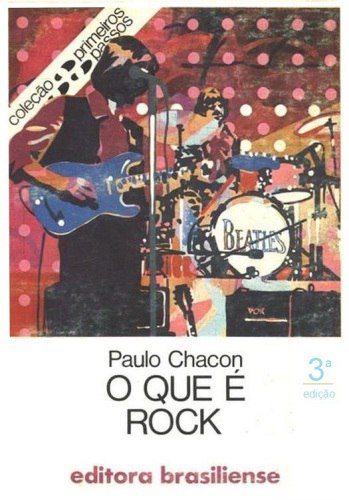 coleção
primeiros
passos
BEATLES
VOX
Paulo Chacon
O QUE É
ROCK
3ª
edição
editora brasiliense